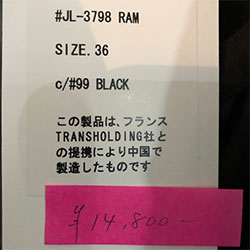 #JL-3798 RAM
SIZE.36
c/#99 BLACK
この製品は、フランス
TRANSHOLDING社と
の提携により中国で
製造したものです
¥14,800-